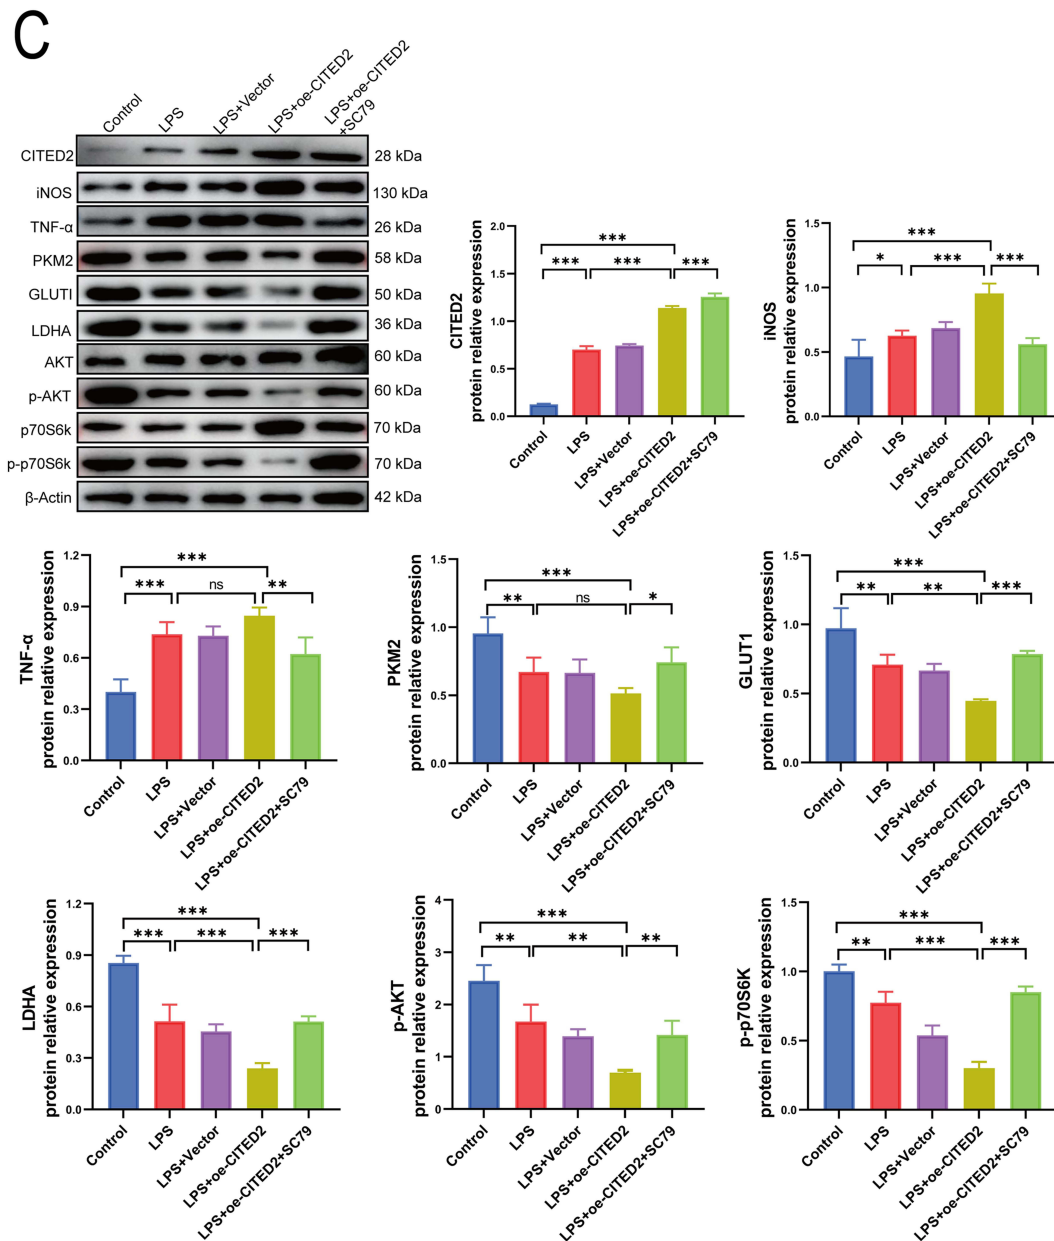 C
Control
LPS
LPS+Vector
LPS+oe-CITED2
LPS+oe-CITED2
+SC79
CITED2 28 kDa
iNOS 130 kDa
TNF-α 26 kDa
PKM2 58 kDa
GLUTI 50 kDa
LDHA 36 kDa
AKT 60 kDa
p-AKT 60 kDa
p70S6k 70 kDa
p-p70S6k 70 kDa
β-Actin 42 kDa
CITED2
protein relative expression
2.0
1.5
1.0
0.5
0.0
***
*** *** ***
Control
LPS
LPS+Vector
LPS+oe-CITED2
LPS+oe-CITED2+SC79
iNOS
protein relative expression
1.5
1.0
0.5
0.0
***
* *** ***
Control
LPS
LPS+Vector
LPS+oe-CITED2
LPS+oe-CITED2+SC79
TNF-α
protein relative expression
1.2
0.9
0.6
0.3
0.0
***
*** ns **
Control
LPS
LPS+Vector
LPS+oe-CITED2
LPS+oe-CITED2+SC79
PKM2
protein relative expression
1.5
1.0
0.5
0.0
***
** ns *
Control
LPS
LPS+Vector
LPS+oe-CITED2
LPS+oe-CITED2+SC79
GLUT1
protein relative expression
1.5
1.0
0.5
0.0
***
** ** ***
Control
LPS
LPS+Vector
LPS+oe-CITED2
LPS+oe-CITED2+SC79
LDHA
protein relative expression
1.2
0.9
0.6
0.3
0.0
***
*** *** ***
Control
LPS
LPS+Vector
LPS+oe-CITED2
LPS+oe-CITED2+SC79
p-AKT
protein relative expression
4
3
2
1
0
***
** ** **
Control
LPS
LPS+Vector
LPS+oe-CITED2
LPS+oe-CITED2+SC79
p-p70S6K
protein relative expression
1.5
1.0
0.5
0.0
***
** *** ***
Control
LPS
LPS+Vector
LPS+oe-CITED2
LPS+oe-CITED2+SC79